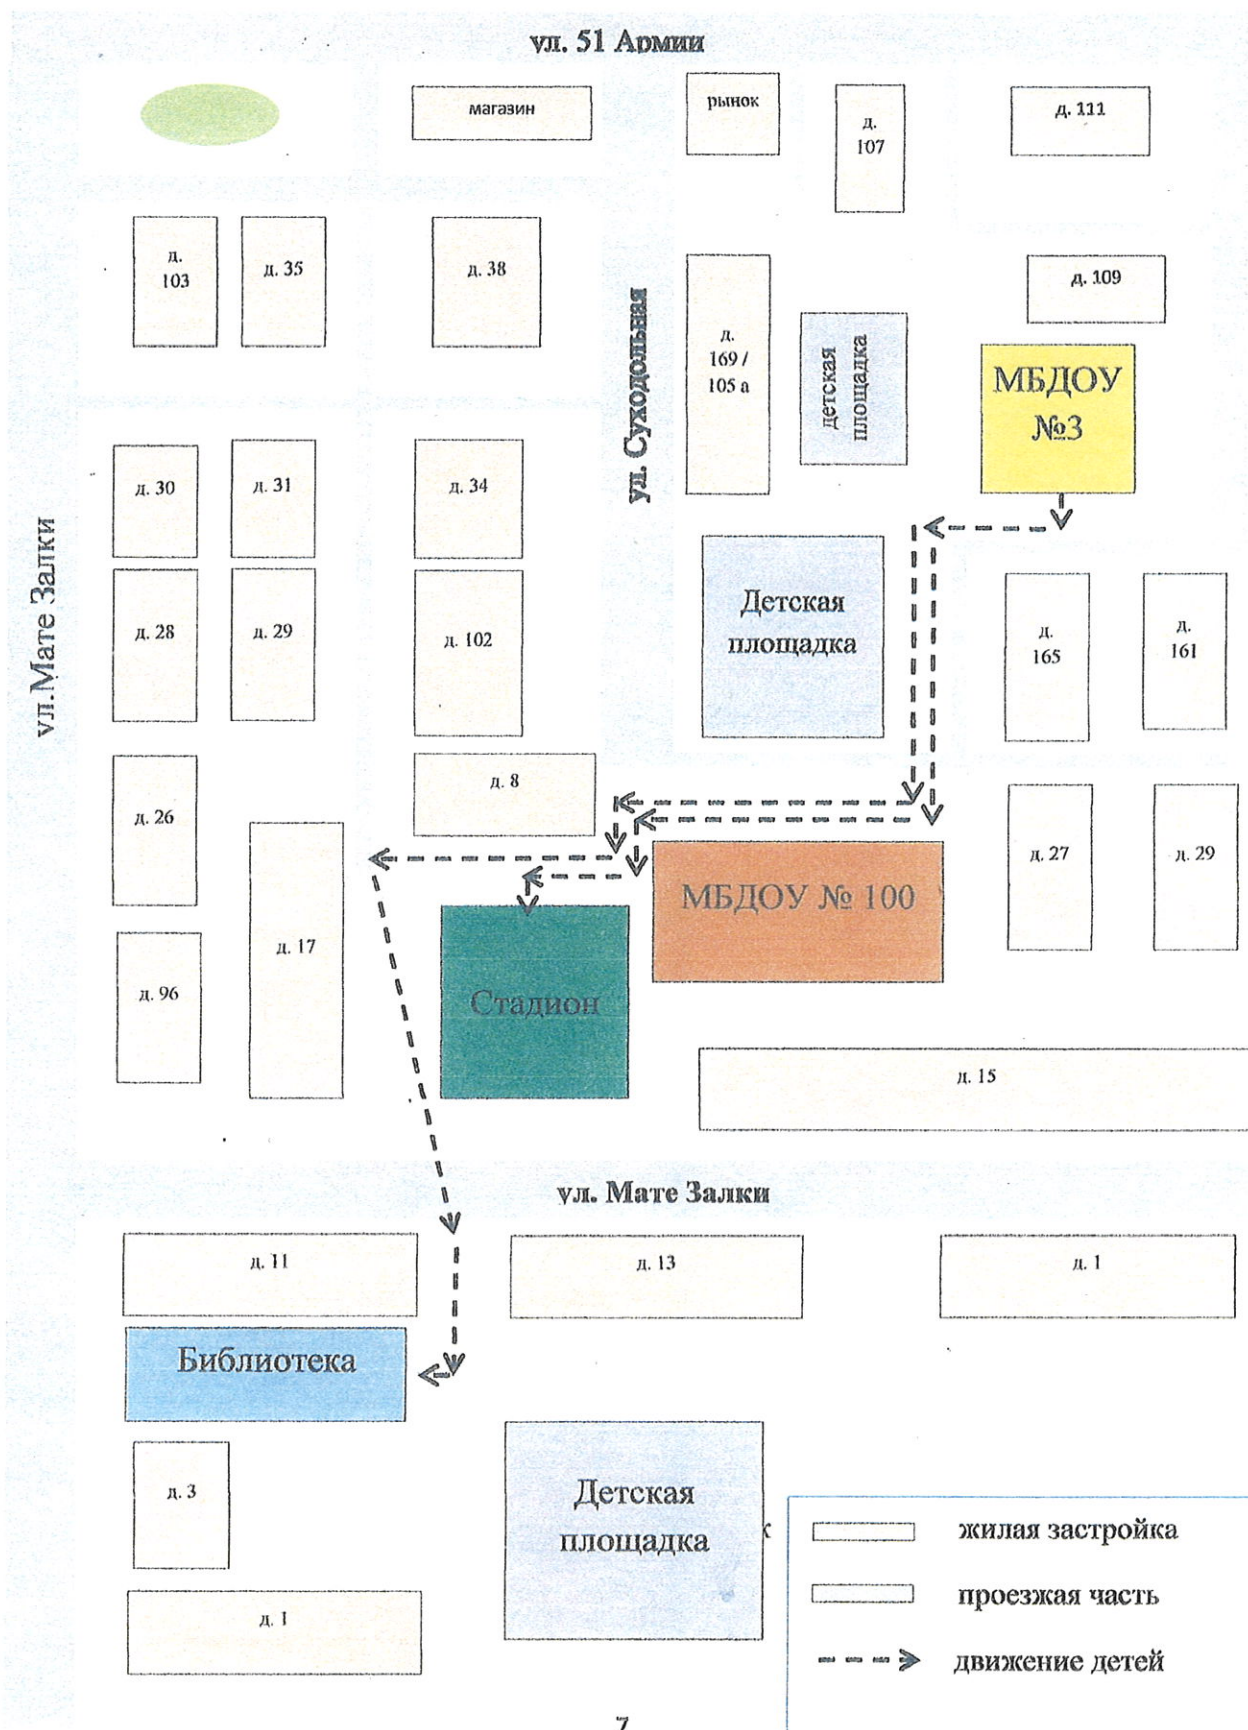 ул. 51 Армии
магазин
рынок
д.
107
д. 111
д.
103
д. 35
д. 38
ул. Суходольная
д.
169 /
105 а
детская
площадка
д. 109
МБДОУ
№3
ул.Мате Залки
д. 30
д. 31
д. 34
д. 28
д. 29
д. 102
Детская
площадка
д.
165
д.
161
д. 26
д. 8
д. 17
МБДОУ № 100
д. 27
д. 29
д. 96
Стадион
д. 15
ул. Мате Залки
д. 11
д. 13
д. 1
Библиотека
д. 3
Детская
площадка
к
жилая застройка
проезжая часть
движение детей
д. 1
7